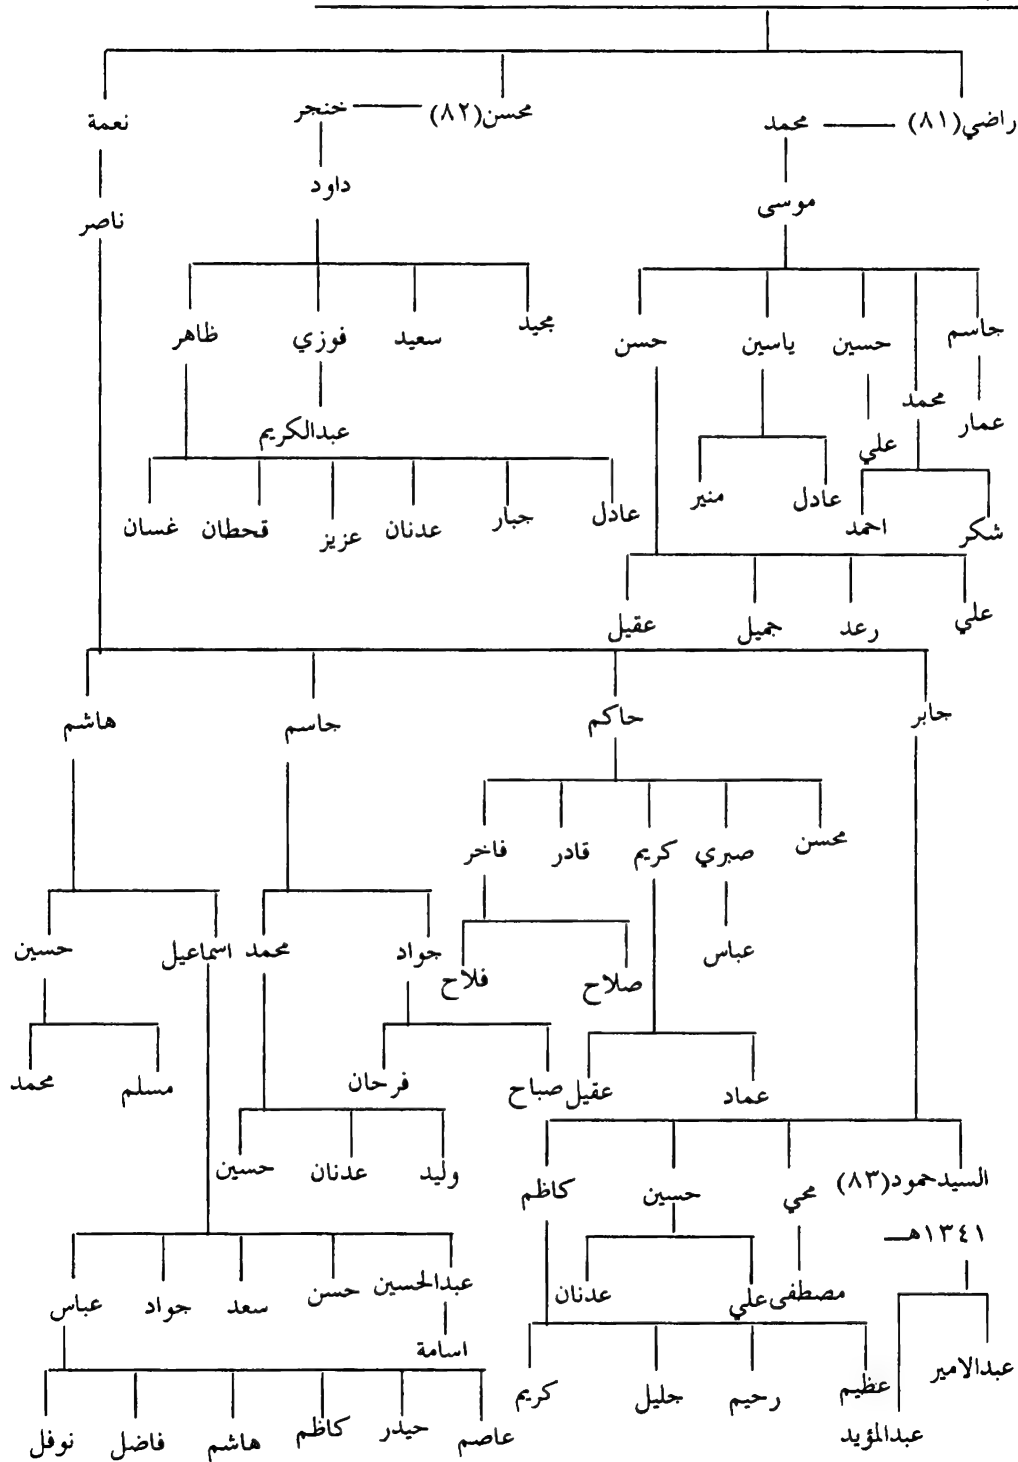 راضي(٨١) محمد محسن(٨٢) خنجر نعمة
موسى داود ناصر
جاسم محمد حسين ياسين حسن مجيد سعيد فوزي ظاهر
عمار علي عبدالكريم
شكر احمد عادل منير عادل جبار عدنان عزيز قحطان غسان
علي رعد جميل عقيل
جابر حاكم جاسم هاشم
محسن صبري كريم قادر فاخر
عباس صلاح فلاح جواد محمد اسماعيل حسين
عماد عقيل صباح فرحان مسلم محمد
السيدحمود(٨٣) محي حسين كاظم وليد عدنان حسين
١٣٤١هـ
مصطفى علي عدنان عبدالحسين حسن سعد جواد عباس
اسامة
عبدالامير عظيم رحيم جليل كريم
عبدالمؤيد عاصم حيدر كاظم هاشم فاضل نوفل